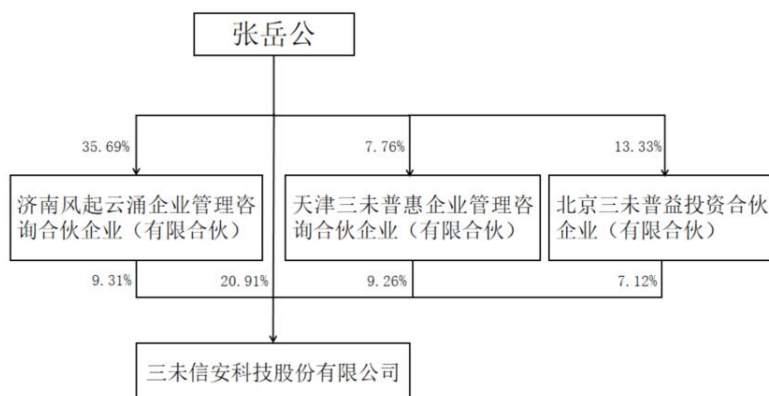 张岳公
35.69%
7.76%
13.33%
济南风起云涌企业管理咨
询合伙企业（有限合伙）
天津三未普惠企业管理咨
询合伙企业（有限合伙）
北京三未普益投资合伙
企业（有限合伙）
9.31%
20.91%
9.26%
7.12%
三未信安科技股份有限公司